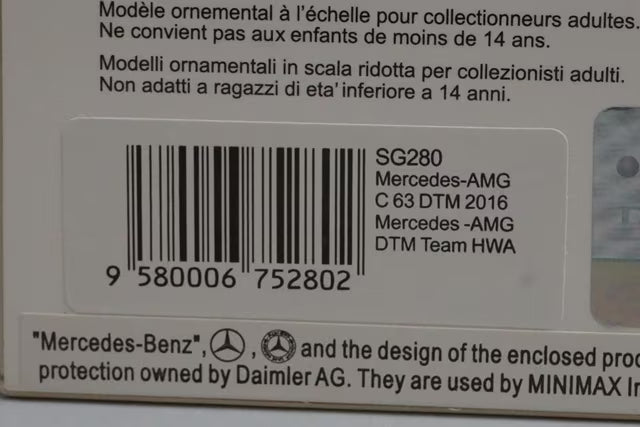 Modèle ornemental à l'échelle pour collectionneurs adultes.
Ne convient pas aux enfants de moins de 14 ans.
Modelli ornamentali in scala ridotta per collezionisti adulti.
Non adatti a ragazzi di eta' inferiore a 14 anni.
SG280
Mercedes-AMG
C 63 DTM 2016
Mercedes -AMG
DTM Team HWA
9 580006 752802
"Mercedes-Benz", , and the design of the enclosed
protection owned by Daimler AG. They are used by MINIMAX